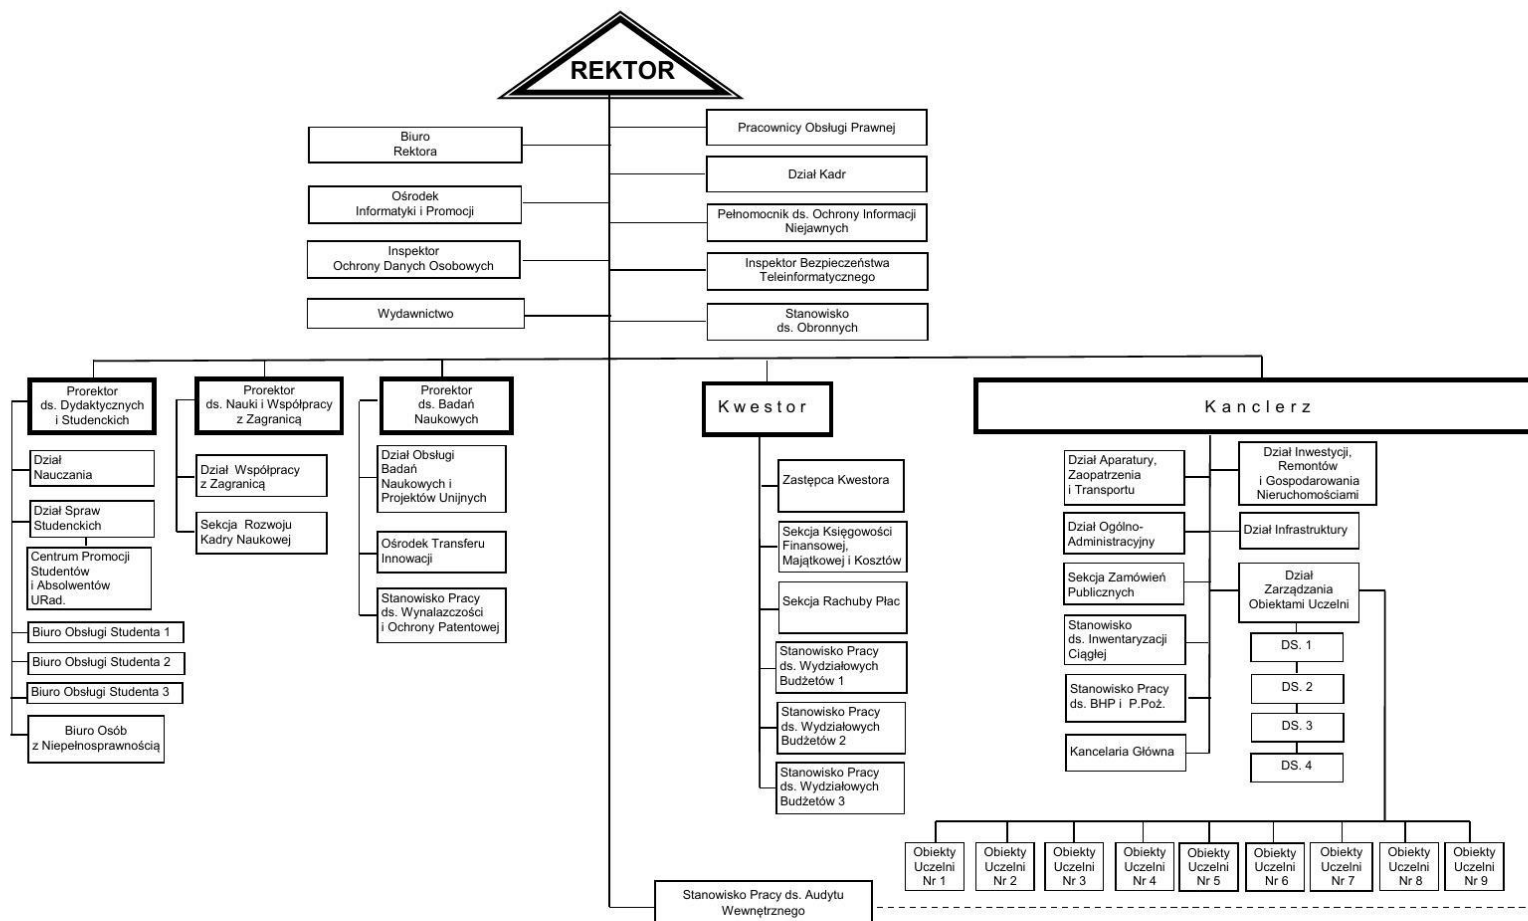 REKTOR
Biuro
Rektora
Ośrodek
Informatyki i Promocji
Inspektor
Ochrony Danych Osobowych
Wydawnictwo
Pracownicy Obsługi Prawnej
Dział Kadr
Pełnomocnik ds. Ochrony Informacji
Niejawnych
Inspektor Bezpieczeństwa
Teleinformatycznego
Stanowisko
ds. Obronnych
Prorektor
ds. Dydaktycznych
i Studenckich
Dział
Nauczania
Dział Spraw
Studenckich
Centrum Promocji
Studentów
i Absolwentów
URad.
Biuro Obsługi Studenta 1
Biuro Obsługi Studenta 2
Biuro Obsługi Studenta 3
Biuro Osób
z Niepełnosprawnością
Prorektor
ds. Nauki i Współpracy
z Zagranicą
Dział Współpracy
z Zagranicą
Sekcja Rozwoju
Kadry Naukowej
Prorektor
ds. Badań
Naukowych
Dział Obsługi
Badań
Naukowych i
Projektów Unijnych
Ośrodek Transferu
Innowacji
Stanowisko Pracy
ds. Wynalazczości
i Ochrony Patentowej
Kwestor
Zastępca Kwestora
Sekcja Księgowości
Finansowej,
Majątkowej i Kosztów
Sekcja Rachuby Płac
Stanowisko Pracy
ds. Wydziałowych
Budżetów 1
Stanowisko Pracy
ds. Wydziałowych
Budżetów 2
Stanowisko Pracy
ds. Wydziałowych
Budżetów 3
Kanclerz
Dział Aparatury,
Zaopatrzenia
i Transportu
Dział Ogólno-
Administracyjny
Sekcja Zamówień
Publicznych
Stanowisko
ds. Inwentaryzacji
Ciągłej
Stanowisko Pracy
ds. BHP i P.Poż.
Kancelaria Główna
Dział Inwestycji,
Remontów
i Gospodarowania
Nieruchomościami
Dział Infrastruktury
Dział
Zarządzania
Obiektami Uczelni
DS. 1
DS. 2
DS. 3
DS. 4
Obiekty
Uczelni
Nr 1
Obiekty
Uczelni
Nr 2
Obiekty
Uczelni
Nr 3
Obiekty
Uczelni
Nr 4
Obiekty
Uczelni
Nr 5
Obiekty
Uczelni
Nr 6
Obiekty
Uczelni
Nr 7
Obiekty
Uczelni
Nr 8
Obiekty
Uczelni
Nr 9
Stanowisko Pracy ds. Audytu
Wewnętrznego